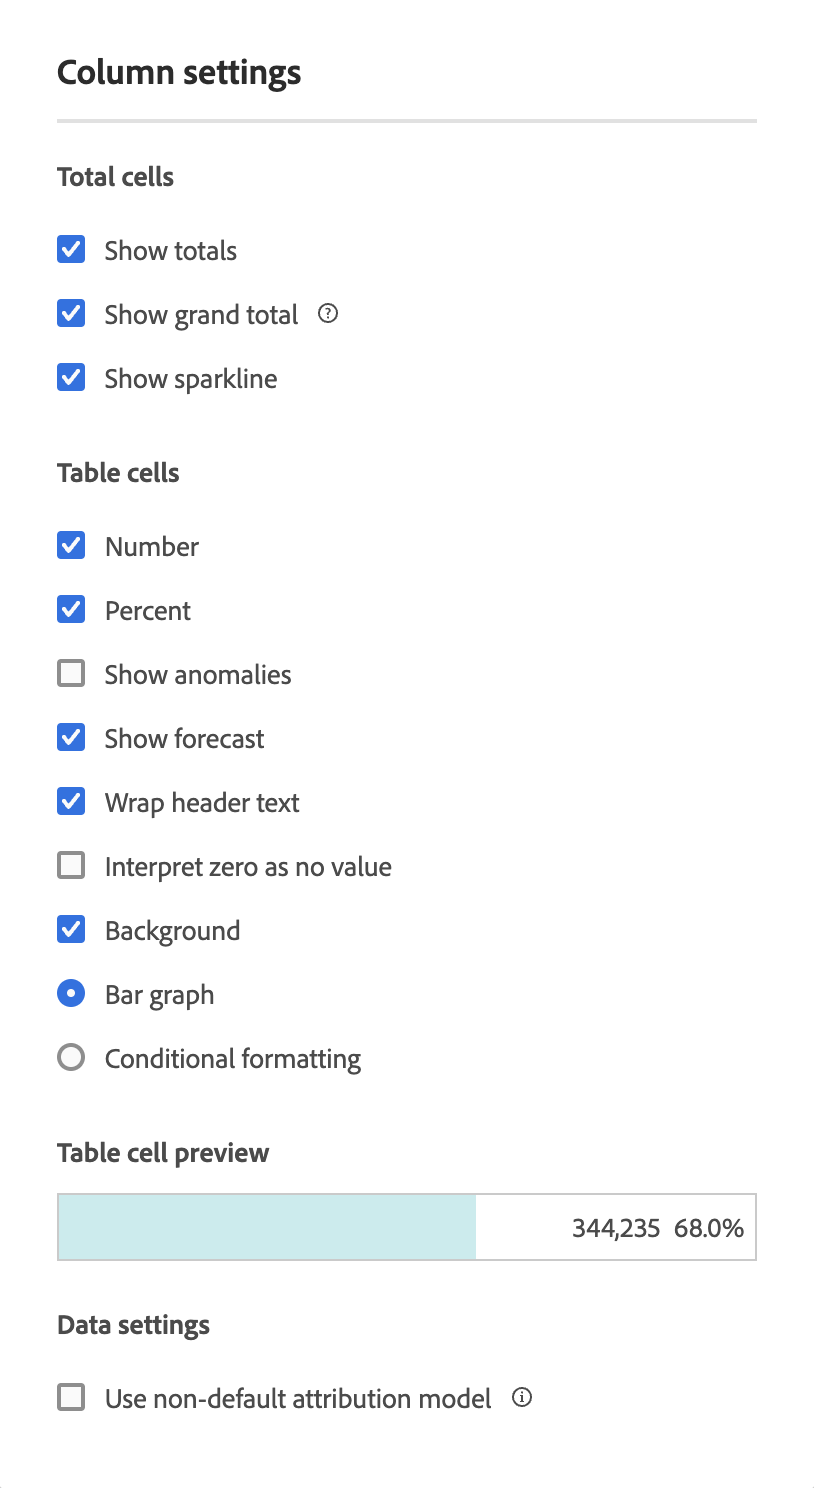 Column settings
Total cells
Show totals
Show grand total
Show sparkline
Table cells
Number
Percent
Show anomalies
Show forecast
Wrap header text
Interpret zero as no value
Background
Bar graph
Conditional formatting
Table cell preview
344,235 68.0%
Data settings
Use non-default attribution model